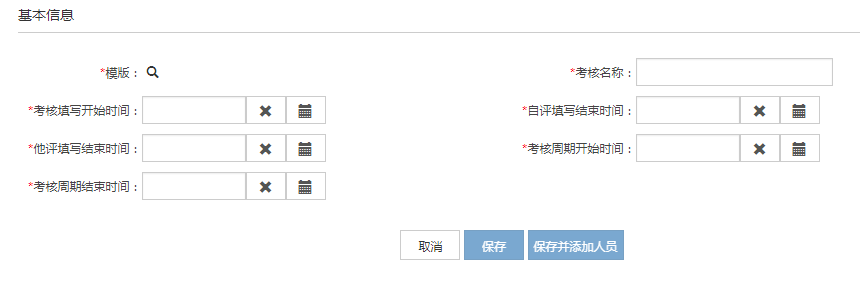 基本信息
*模版： *考核名称：
*考核填写开始时间： *自评填写结束时间：
*他评填写结束时间： *考核周期开始时间：
*考核周期结束时间：
取消 保存 保存并添加人员